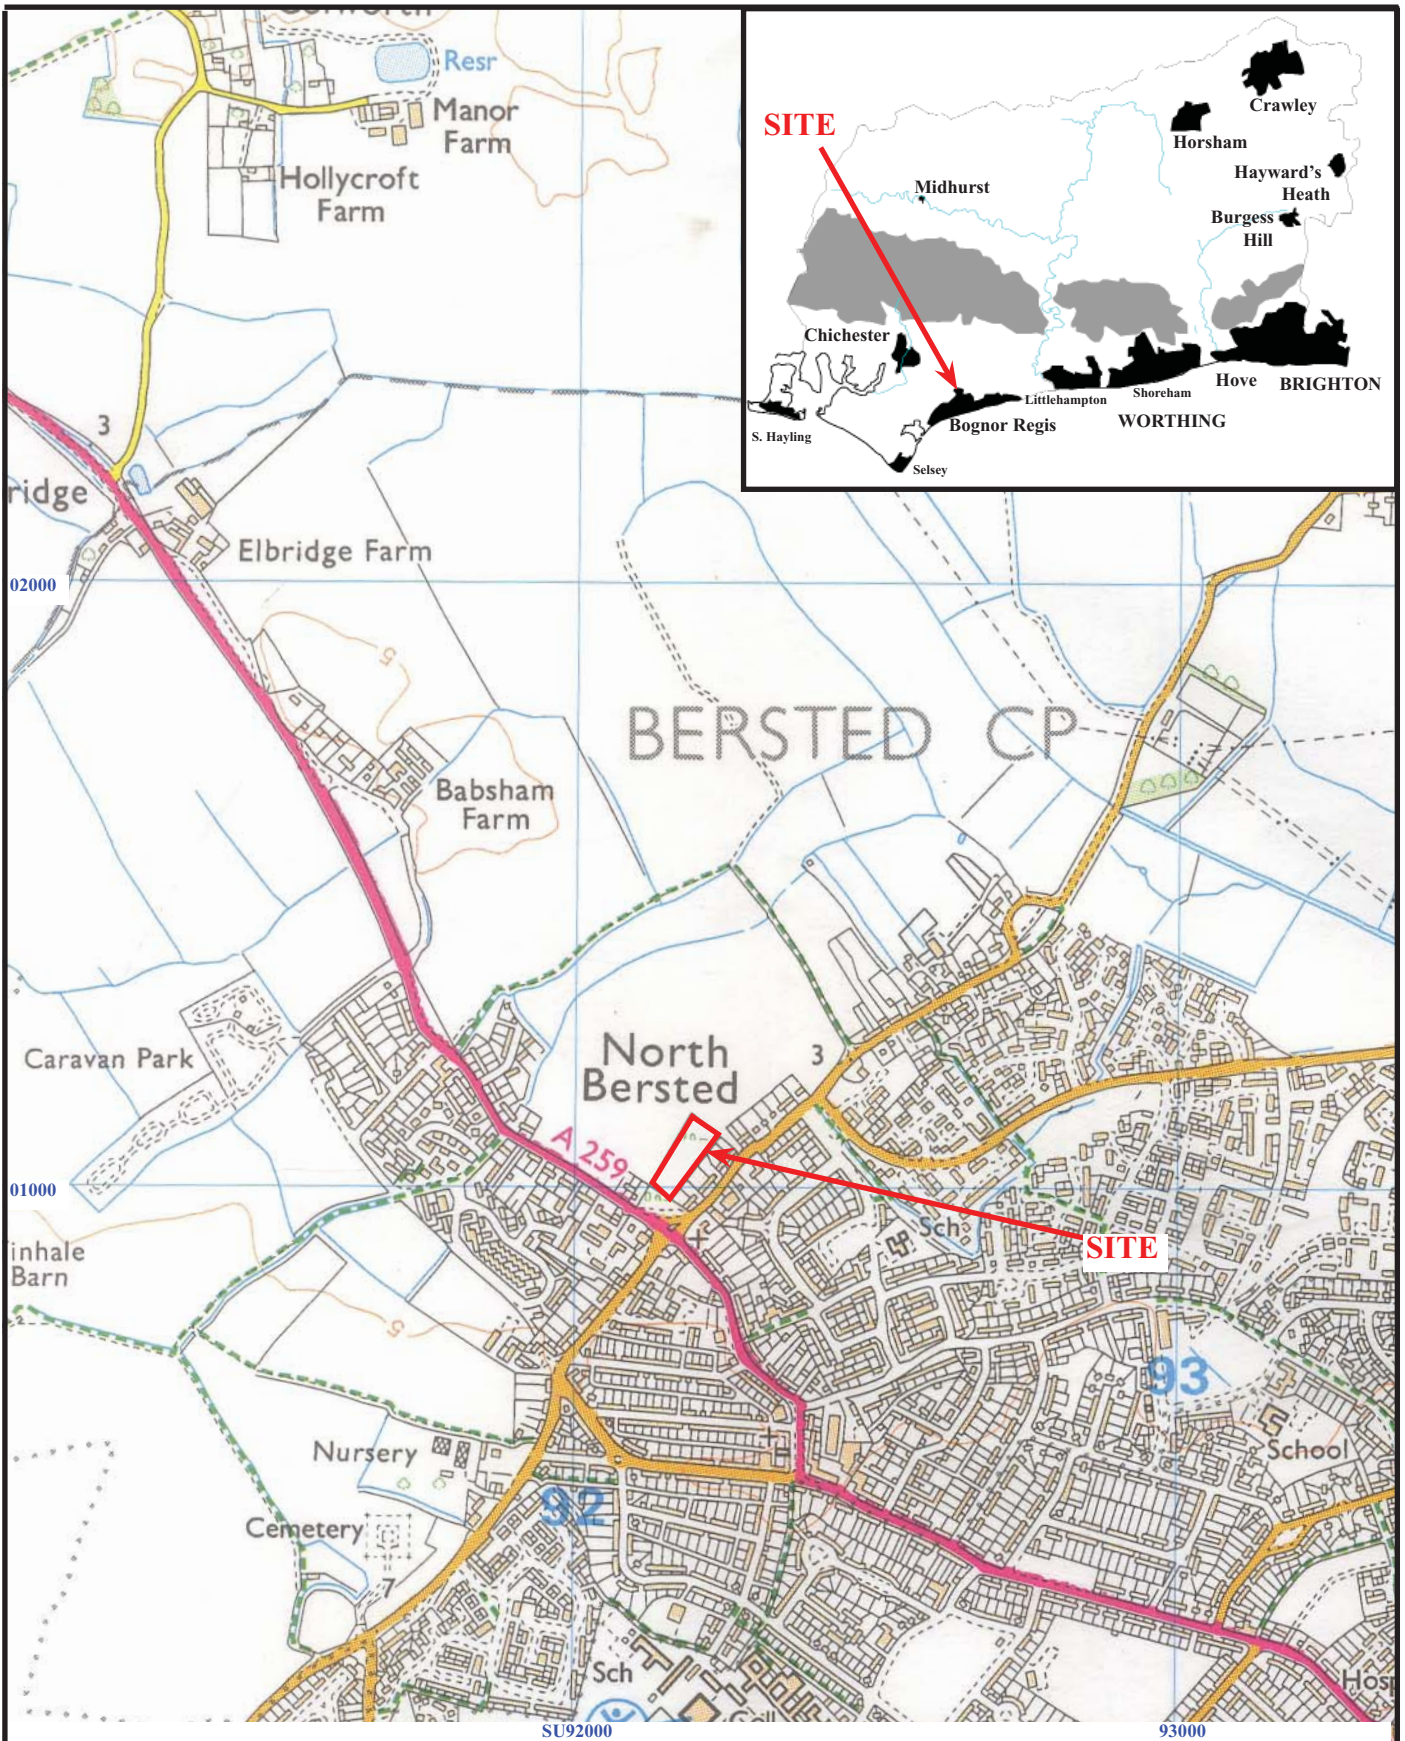 Resr
Manor
Farm
Hollycroft
Farm
3
ridge
Elbridge Farm
02000
5
BERSTED CP
Babsham
Farm
SITE
Crawley
Horsham
Hayward's
Heath
Midhurst
Burgess
Hill
Chichester
Hove
BRIGHTON
Littlehampton
Shoreham
WORTHING
Bognor Regis
S. Hayling
Selsey
Caravan Park
North
Bersted
3
A 259
01000
Sch
SITE
inhale
Barn
5
93
School
Nursery
92
Cemetery
7
Sch
Coll
Hosp
SU92000
93000